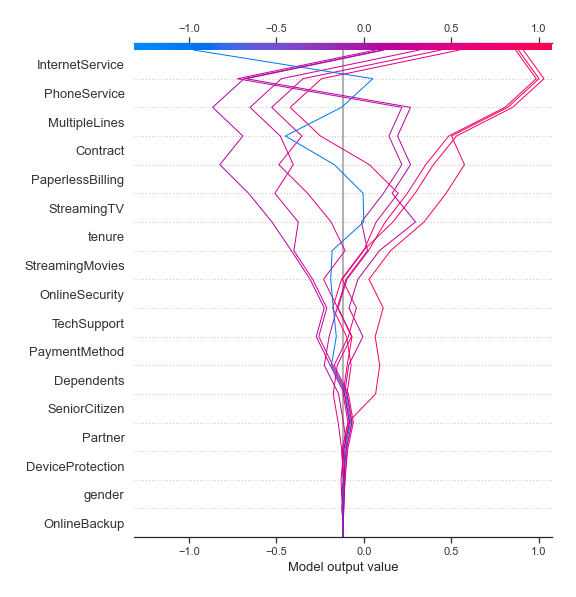 −1.0 −0.5 0.0 0.5 1.0
InternetService
PhoneService
MultipleLines
Contract
PaperlessBilling
StreamingTV
tenure
StreamingMovies
OnlineSecurity
TechSupport
PaymentMethod
Dependents
SeniorCitizen
Partner
DeviceProtection
gender
OnlineBackup
−1.0 −0.5 0.0 0.5 1.0
Model output value